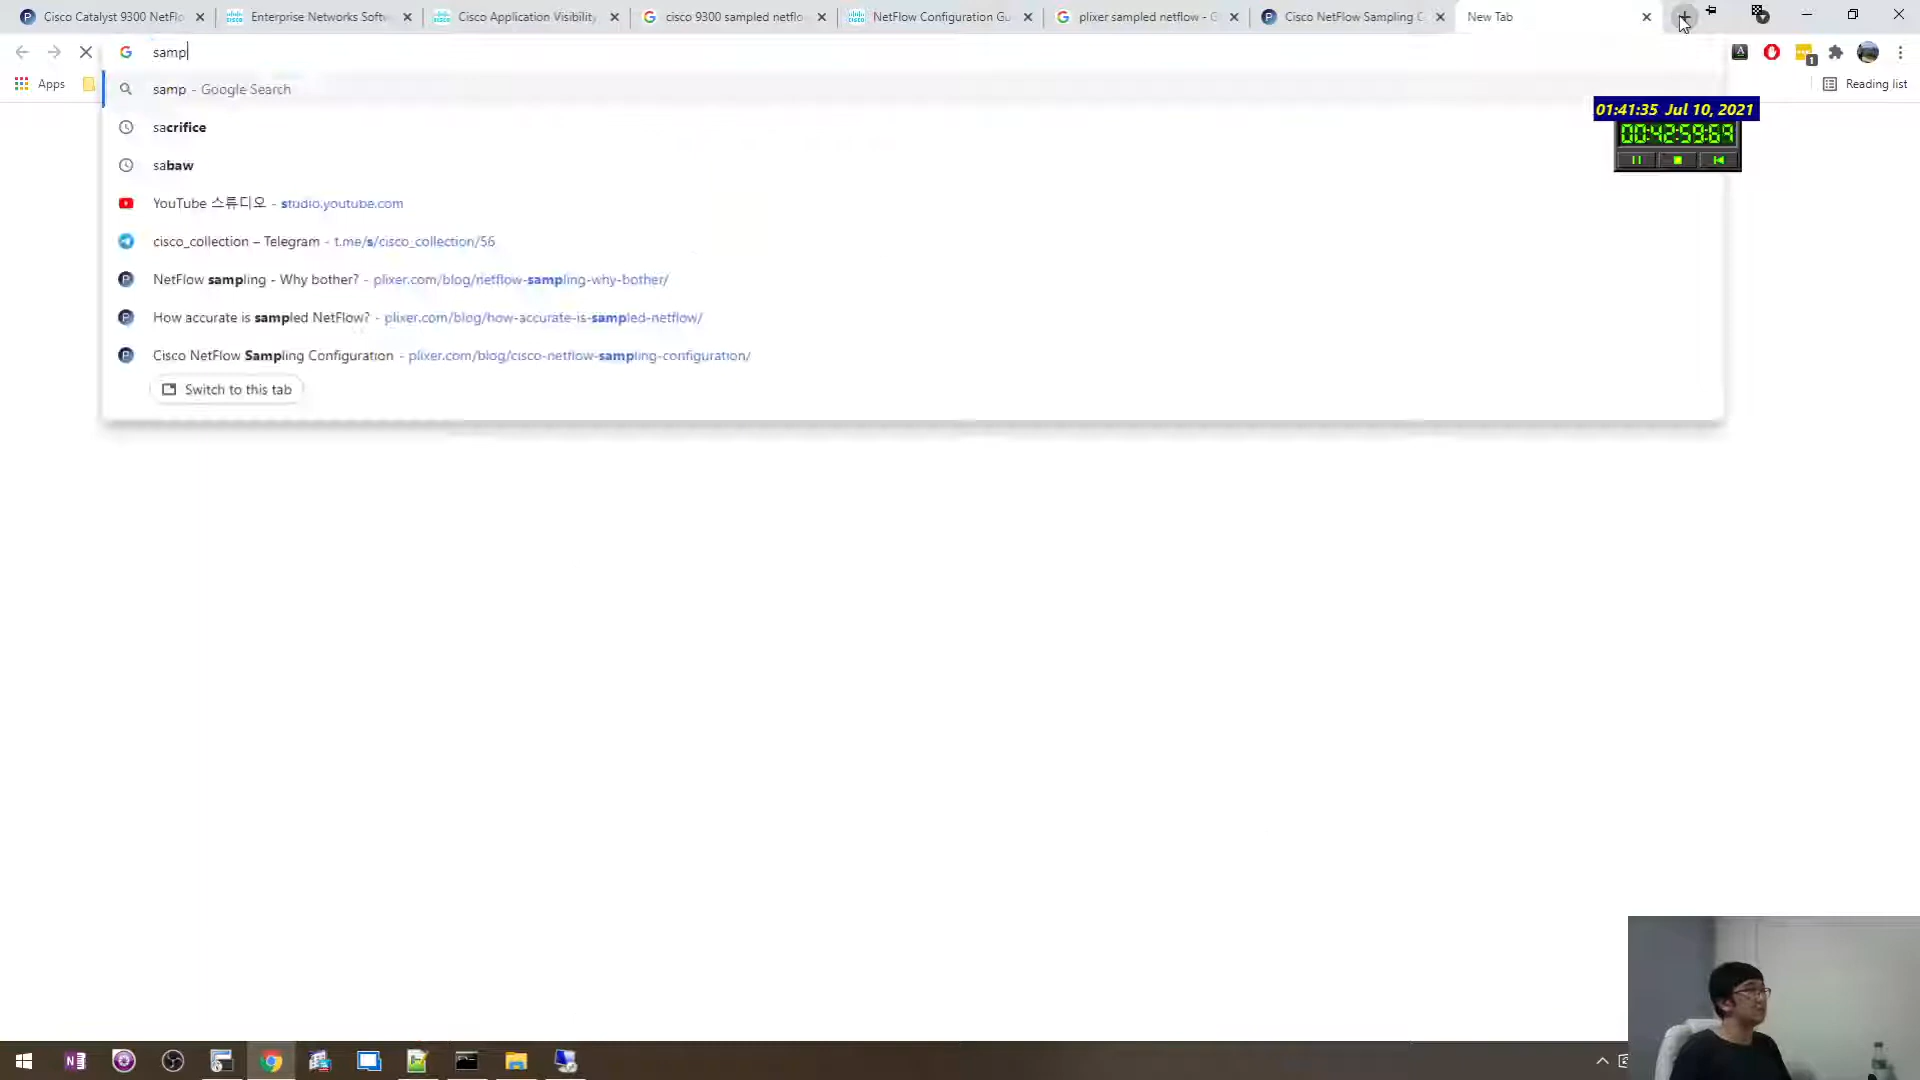 Cisco Catalyst 9300 NetFlo
Enterprise Networks Softw
Cisco Application Visibility
cisco 9300 sampled netflo
NetFlow Configuration Gu
plixer sampled netflow - G
Cisco NetFlow Sampling C
New Tab
samp
Apps
Reading list
samp - Google Search
sacrifice
sabaw
YouTube 스튜디오 - studio.youtube.com
cisco_collection – Telegram - t.me/s/cisco_collection/56
NetFlow sampling - Why bother? - plixer.com/blog/netflow-sampling-why-bother/
How accurate is sampled NetFlow? - plixer.com/blog/how-accurate-is-sampled-netflow/
Cisco NetFlow Sampling Configuration - plixer.com/blog/cisco-netflow-sampling-configuration/
Switch to this tab
01:41:35 Jul 10, 2021
00:42:59:69